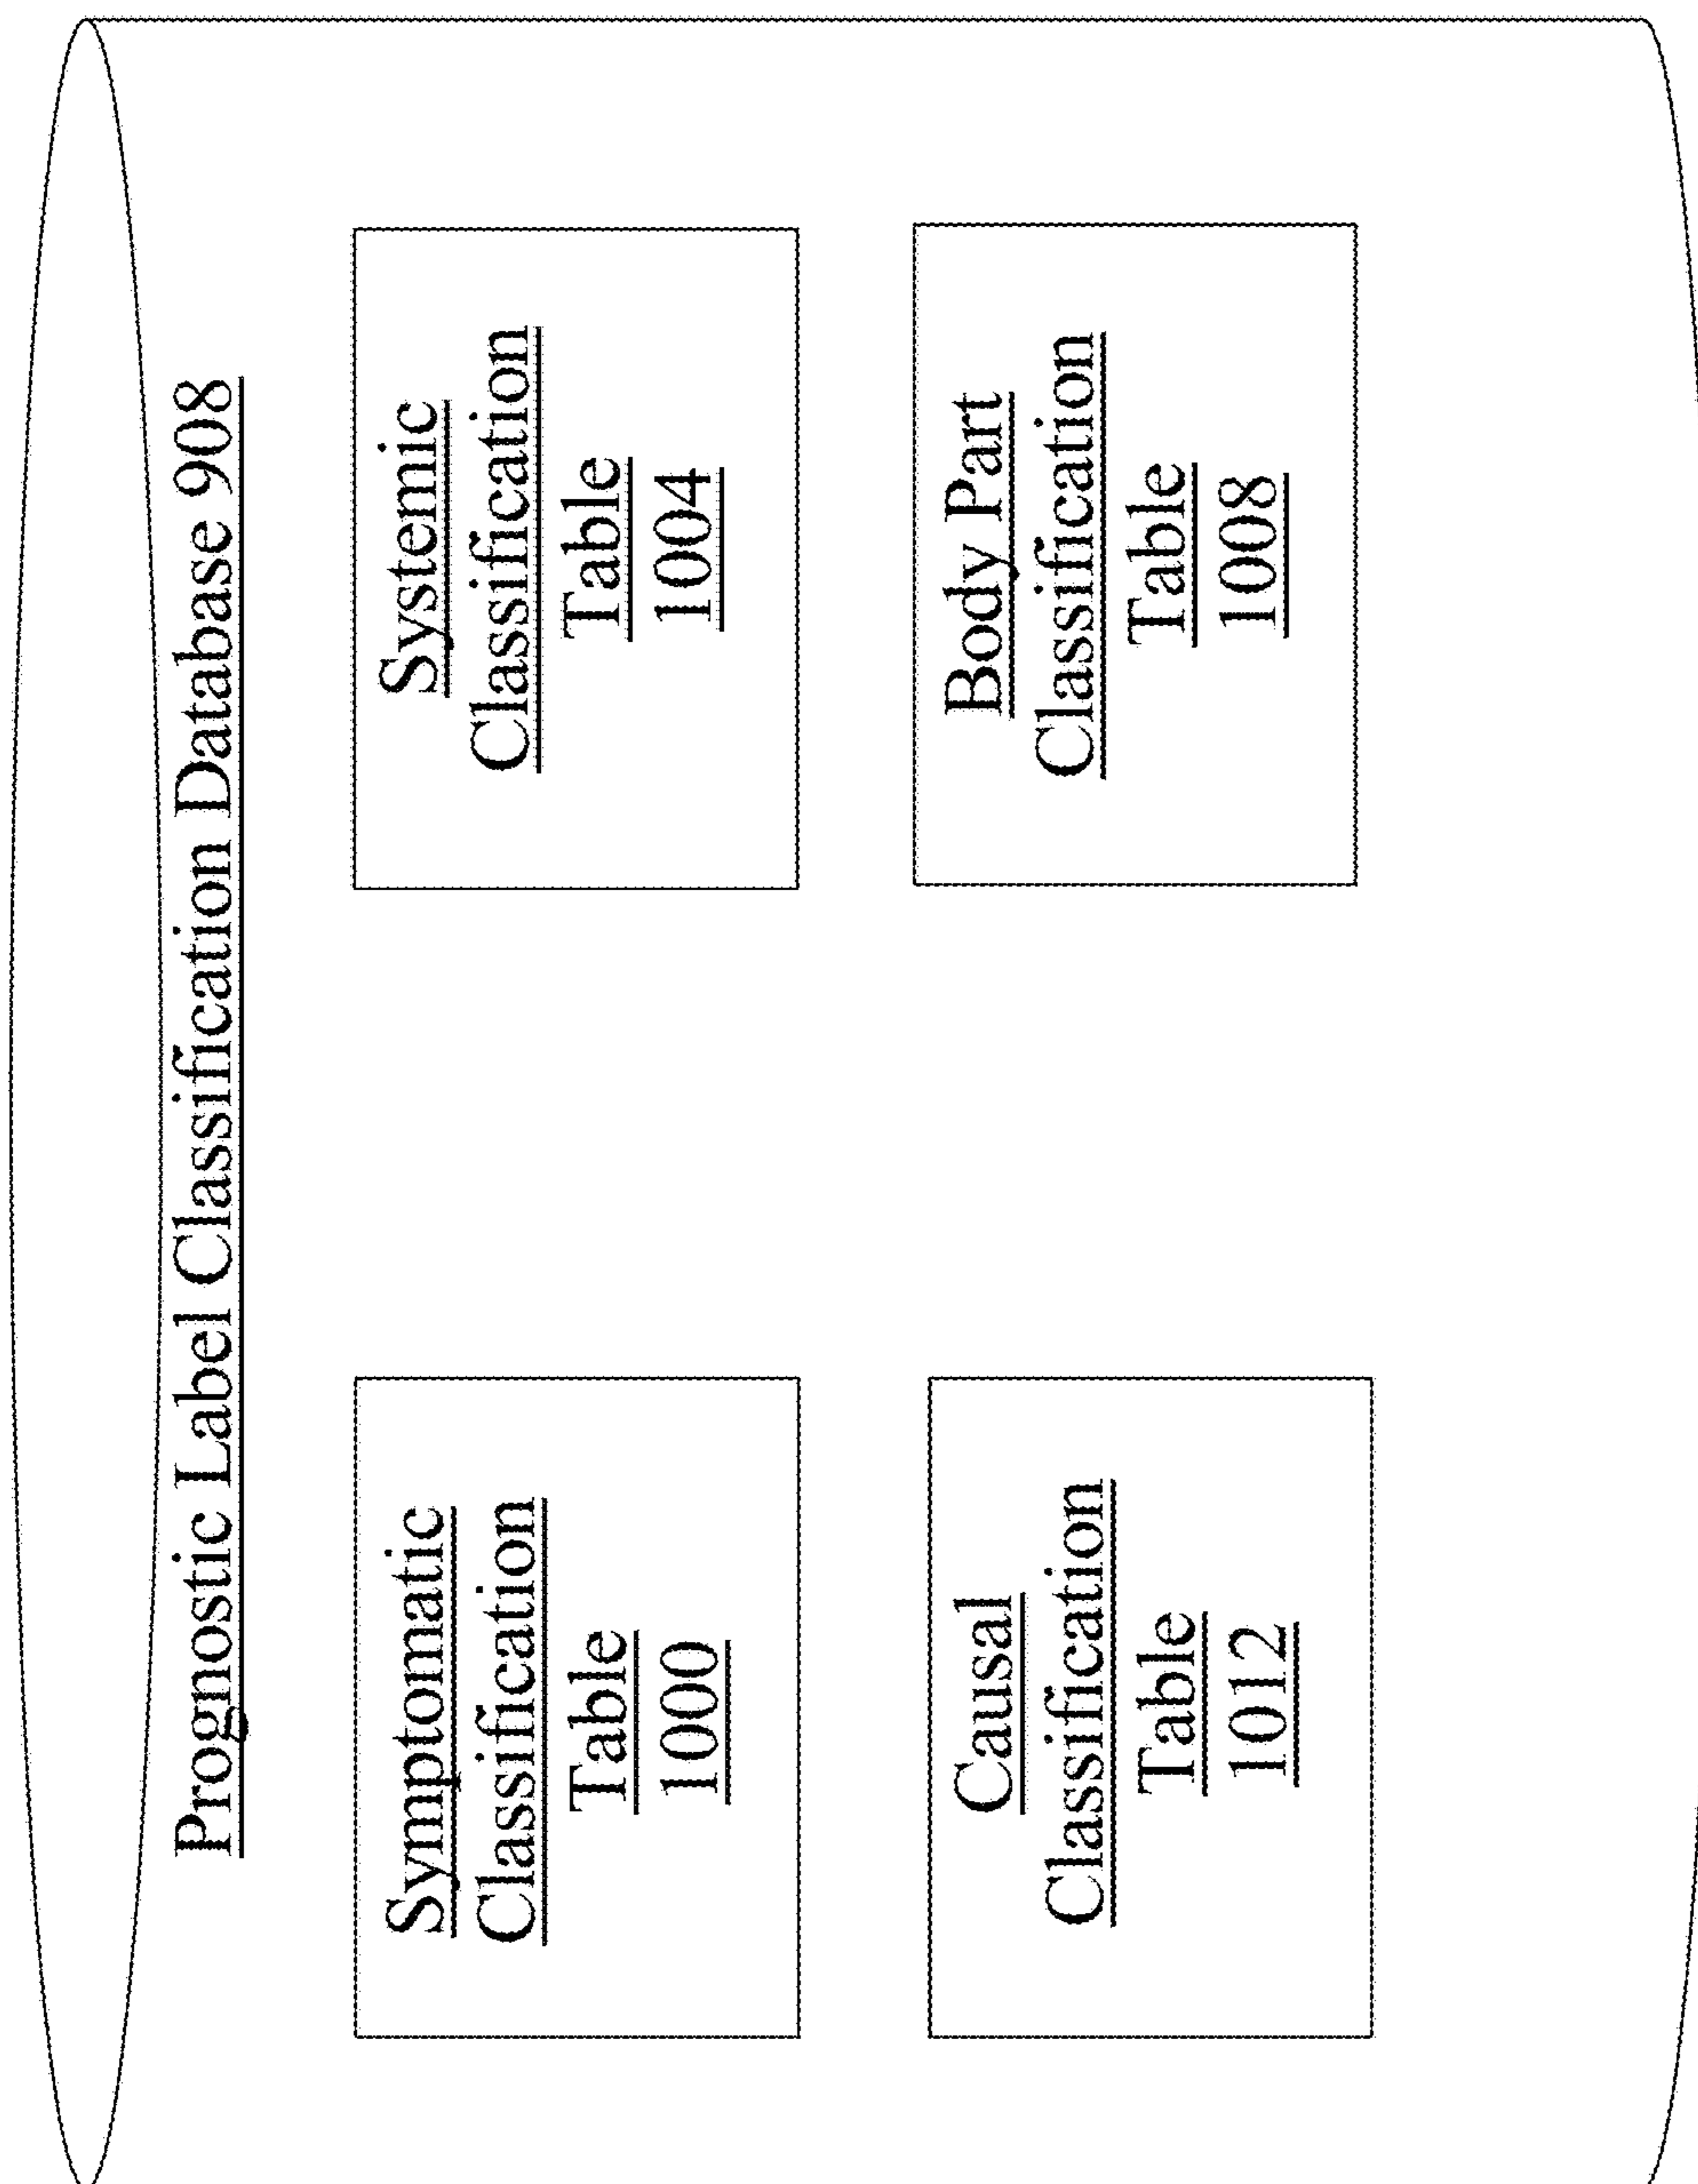 Prognostic Label Classification Database 908
Symptomatic
Classification
Table
1000
Systemic
Classification
Table
1004
Causal
Classification
Table
1012
Body Part
Classification
Table
1008